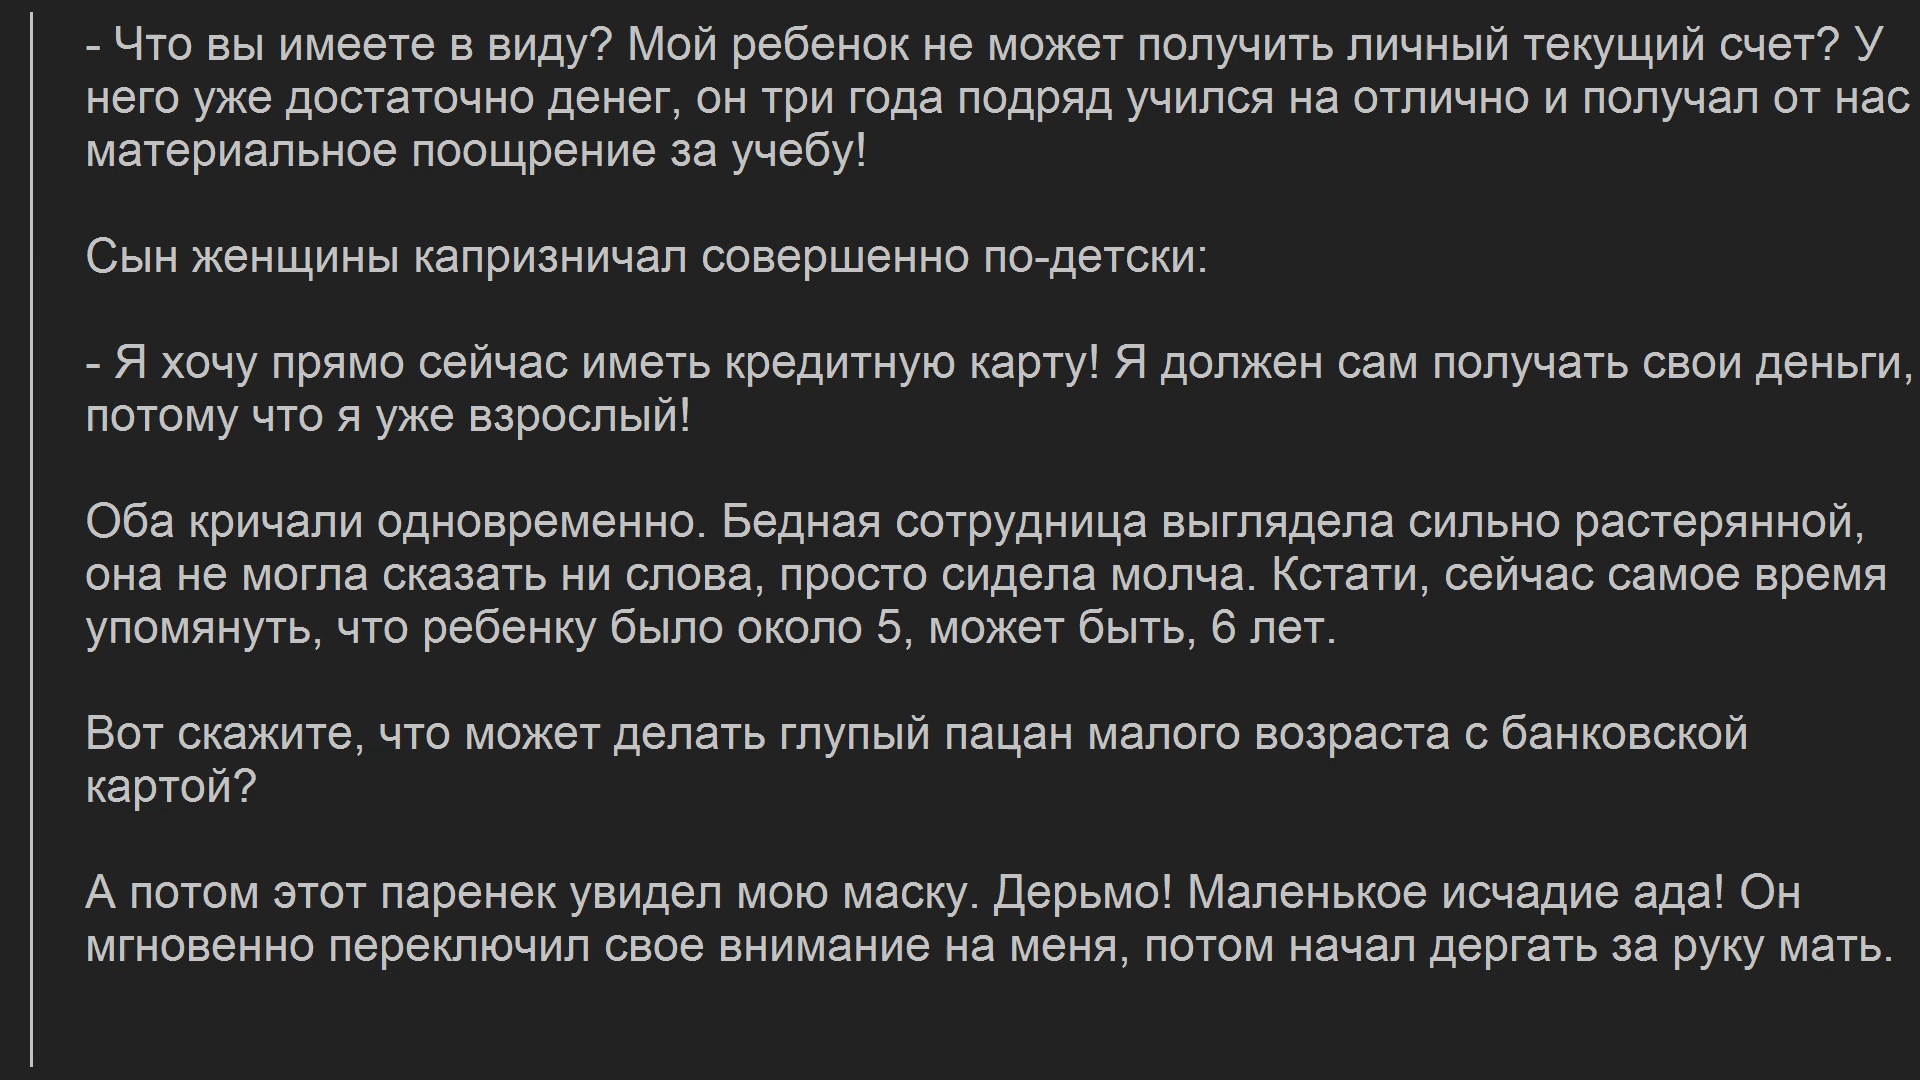 - Что вы имеете в виду? Мой ребенок не может получить личный текущий счет? У
него уже достаточно денег, он три года подряд учился на отлично и получал от нас
материальное поощрение за учебу!
Сын женщины капризничал совершенно по-детски:
- Я хочу прямо сейчас иметь кредитную карту! Я должен сам получать свои деньги,
потому что я уже взрослый!
Оба кричали одновременно. Бедная сотрудница выглядела сильно растерянной,
она не могла сказать ни слова, просто сидела молча. Кстати, сейчас самое время
упомянуть, что ребенку было около 5, может быть, 6 лет.
Вот скажите, что может делать глупый пацан малого возраста с банковской
картой?
А потом этот паренек увидел мою маску. Дерьмо! Маленькое исчадие ада! Он
мгновенно переключил свое внимание на меня, потом начал дергать за руку мать.